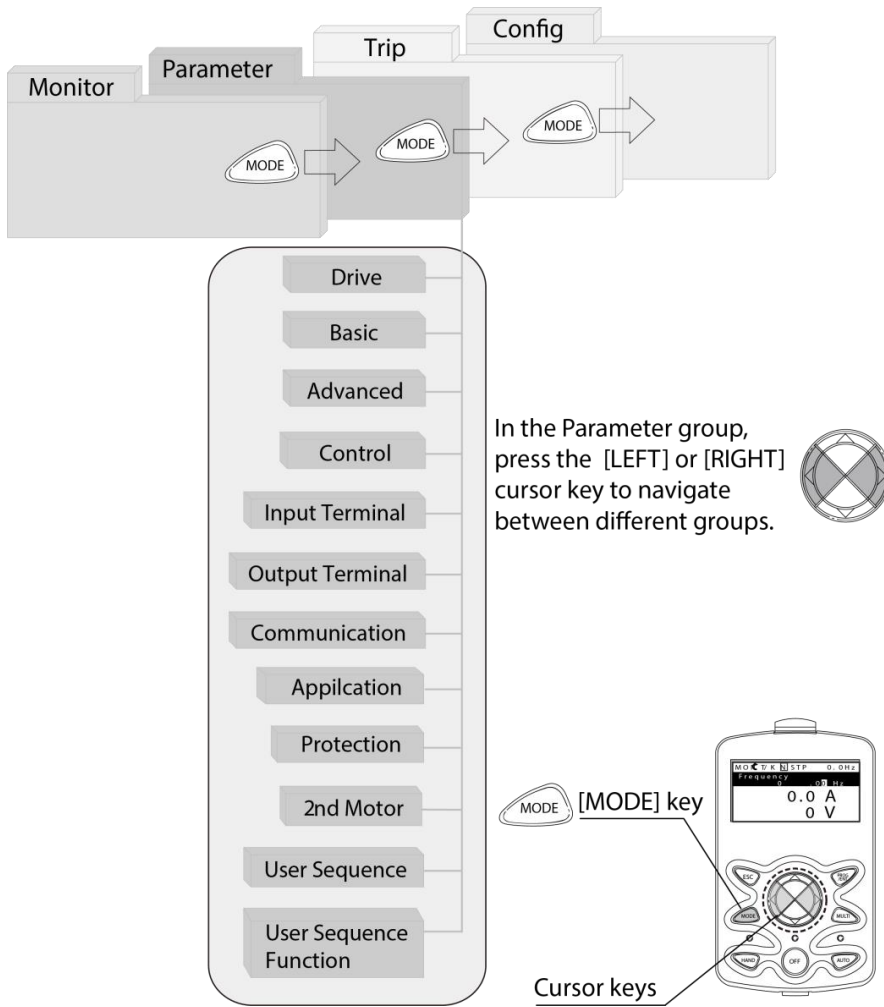 Monitor
Parameter
Trip
Config
MODE
MODE
MODE
Drive
Basic
Advanced
Control
Input Terminal
Output Terminal
Communication
Appilcation
Protection
2nd Motor
User Sequence
User Sequence
Function
In the Parameter group,
press the [LEFT] or [RIGHT]
cursor key to navigate
between different groups.
MODE
[MODE] key
Cursor keys
STP 0.0Hz
Frequency
0.0 A
0 V
ESC
MODE
MULTI
HAND
OFF
AUTO